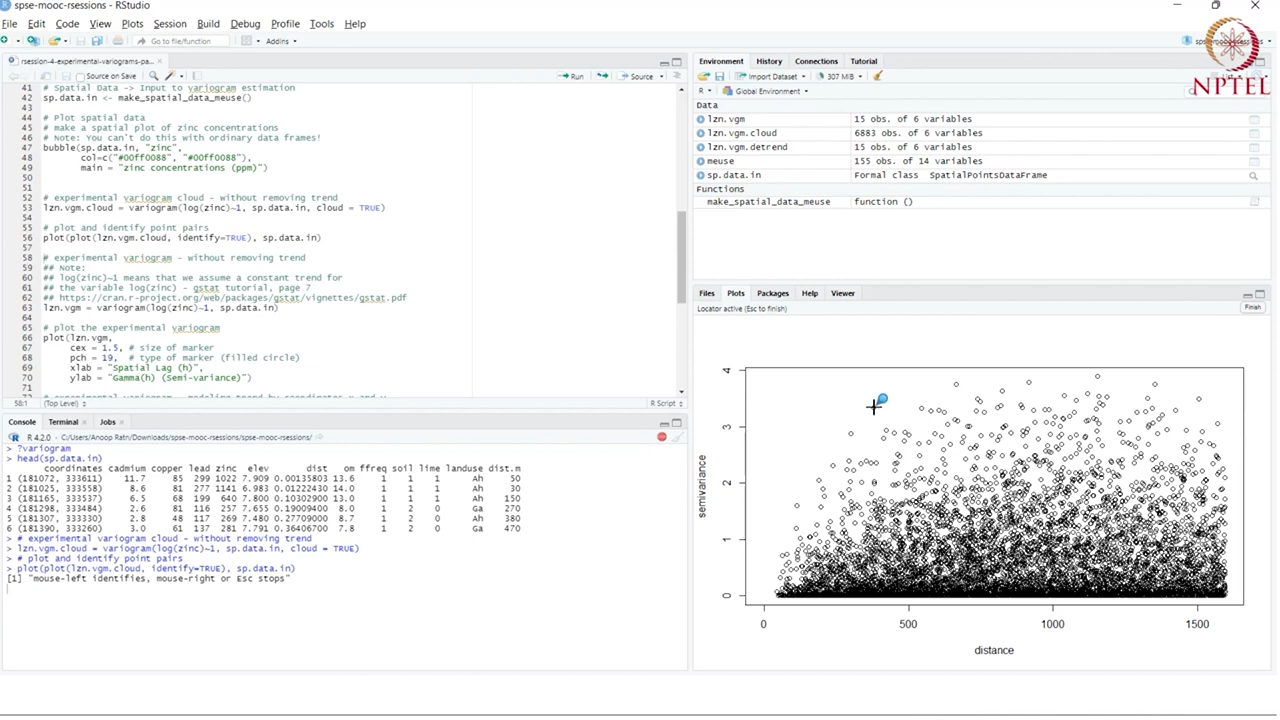 spse-mooc-rsessions - RStudio
File Edit Code View Plots Session Build Debug Profile Tools Help
Go to file/function Addins
rsession-4-experimental-variograms-pa...
Source on Save Run Source
41 # Spatial Data -> Input to variogram estimation
42 sp.data.in <- make_spatial_data_meuse()
43
44 # Plot spatial data
45 # make a spatial plot of zinc concentrations
46 # Note: You can't do this with ordinary data frames!
47 bubble(sp.data.in, "zinc",
48 col=c("#00ff0088", "#00ff0088"),
49 main = "zinc concentrations (ppm)")
50
51
52 # experimental variogram cloud - without removing trend
53 lzn.vgm.cloud = variogram(log(zinc)~1, sp.data.in, cloud = TRUE)
54
55 # plot and identify point pairs
56 plot(plot(lzn.vgm.cloud, identify=TRUE), sp.data.in)
57
58 # experimental variogram - without removing trend
59 ## Note:
60 ## log(zinc)~1 means that we assume a constant trend for
61 ## the variable log(zinc) - gstat tutorial, page 7
62 ## https://cran.r-project.org/web/packages/gstat/vignettes/gstat.pdf
63 lzn.vgm = variogram(log(zinc)~1, sp.data.in)
64
65 # plot the experimental variogram
66 plot(lzn.vgm,
67 cex = 1.5, # size of marker
68 pch = 19, # type of marker (filled circle)
69 xlab = "Spatial Lag (h)",
70 ylab = "Gamma(h) (Semi-variance)")
71
58:1 (Top Level) R Script
Console Terminal Jobs
R 4.2.0 · C:/Users/Anoop Ratn/Downloads/spse-mooc-rsessions/spse-mooc-rsessions/
> ?variogram
> head(sp.data.in)
coordinates cadmium copper lead zinc elev dist om ffreq soil lime landuse dist.m
1 (181072, 333611) 11.7 85 299 1022 7.909 0.00135803 13.6 1 1 1 Ah 50
2 (181025, 333558) 8.6 81 277 1141 6.983 0.01222430 14.0 1 1 1 Ah 30
3 (181165, 333537) 6.5 68 199 640 7.800 0.10302900 13.0 1 1 1 Ah 150
4 (181298, 333484) 2.6 81 116 257 7.655 0.19009400 8.0 1 2 0 Ga 270
5 (181307, 333330) 2.8 48 117 269 7.480 0.27709000 8.7 1 2 0 Ah 380
6 (181390, 333260) 3.0 61 137 281 7.791 0.36406700 7.8 1 2 0 Ga 470
> # experimental variogram cloud - without removing trend
> lzn.vgm.cloud = variogram(log(zinc)~1, sp.data.in, cloud = TRUE)
> # plot and identify point pairs
> plot(plot(lzn.vgm.cloud, identify=TRUE), sp.data.in)
[1] "mouse-left identifies, mouse-right or Esc stops"
Environment History Connections Tutorial
Import Dataset 307 MiB
R Global Environment
Data
lzn.vgm 15 obs. of 6 variables
lzn.vgm.cloud 6883 obs. of 6 variables
lzn.vgm.detrend 15 obs. of 6 variables
meuse 155 obs. of 14 variables
sp.data.in Formal class SpatialPointsDataFrame
Functions
make_spatial_data_meuse function ()
NPTEL
Files Plots Packages Help Viewer
Locator active (Esc to finish) Finish
semivariance
4
3
2
1
0
0 500 1000 1500
distance